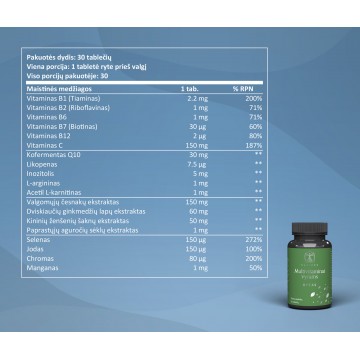 Pakuotės dydis: 30 tablečių
Viena porcija: 1 tabletė ryte prieš valgį
Viso porcijų pakuotėje: 30
Maistinės medžiagos 1 tab. % RPN
Vitaminas B1 (Tiaminas) 2,2 mg 200%
Vitaminas B2 (Riboflavinas) 1 mg 71%
Vitaminas B6 1 mg 71%
Vitaminas B7 (Biotinas) 30 µg 60%
Vitaminas B12 2 µg 80%
Vitaminas C 150 mg 187%
Kofermentas Q10 30 mg **
Likopenas 7,5 mg **
Inozitolis 5 mg **
L-argininas 1 mg **
Acetil L-karnitinas 1 mg **
Valgomųjų česnakų ekstraktas 150 mg **
Dviskiaučių ginkmedžių lapų ekstraktas 60 mg **
Kininių ženšenių šaknų ekstraktas 50 mg **
Paprastųjų aguročių sėklų ekstraktas 1 mg **
Selenas 150 µg 272%
Jodas 150 µg 100%
Chromas 80 µg 200%
Manganas 1 mg 50%
Multivitaminai
vyrams